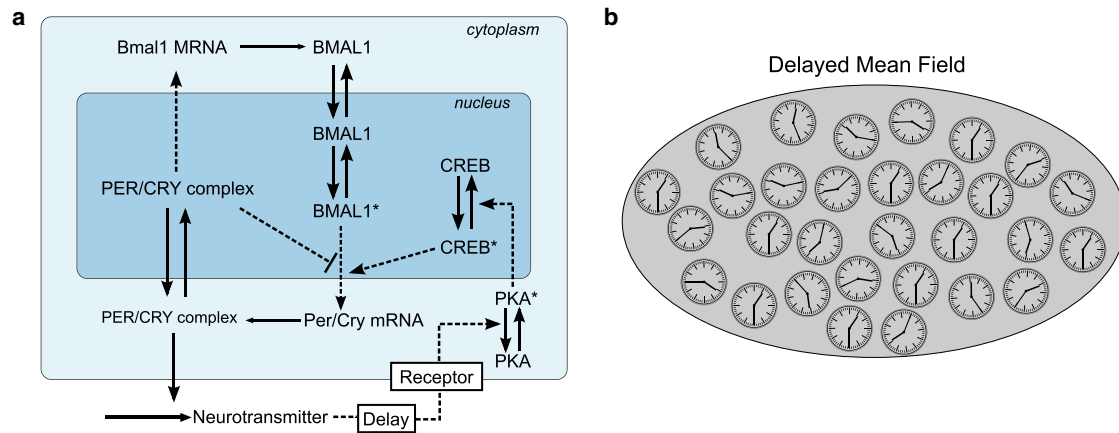 a
cytoplasm
Bmal1 MRNA
BMAL1
nucleus
BMAL1
CREB
PER/CRY complex
BMAL1*
CREB*
PKA*
PER/CRY complex
Per/Cry mRNA
PKA
Receptor
Neurotransmitter
Delay
b
Delayed Mean Field